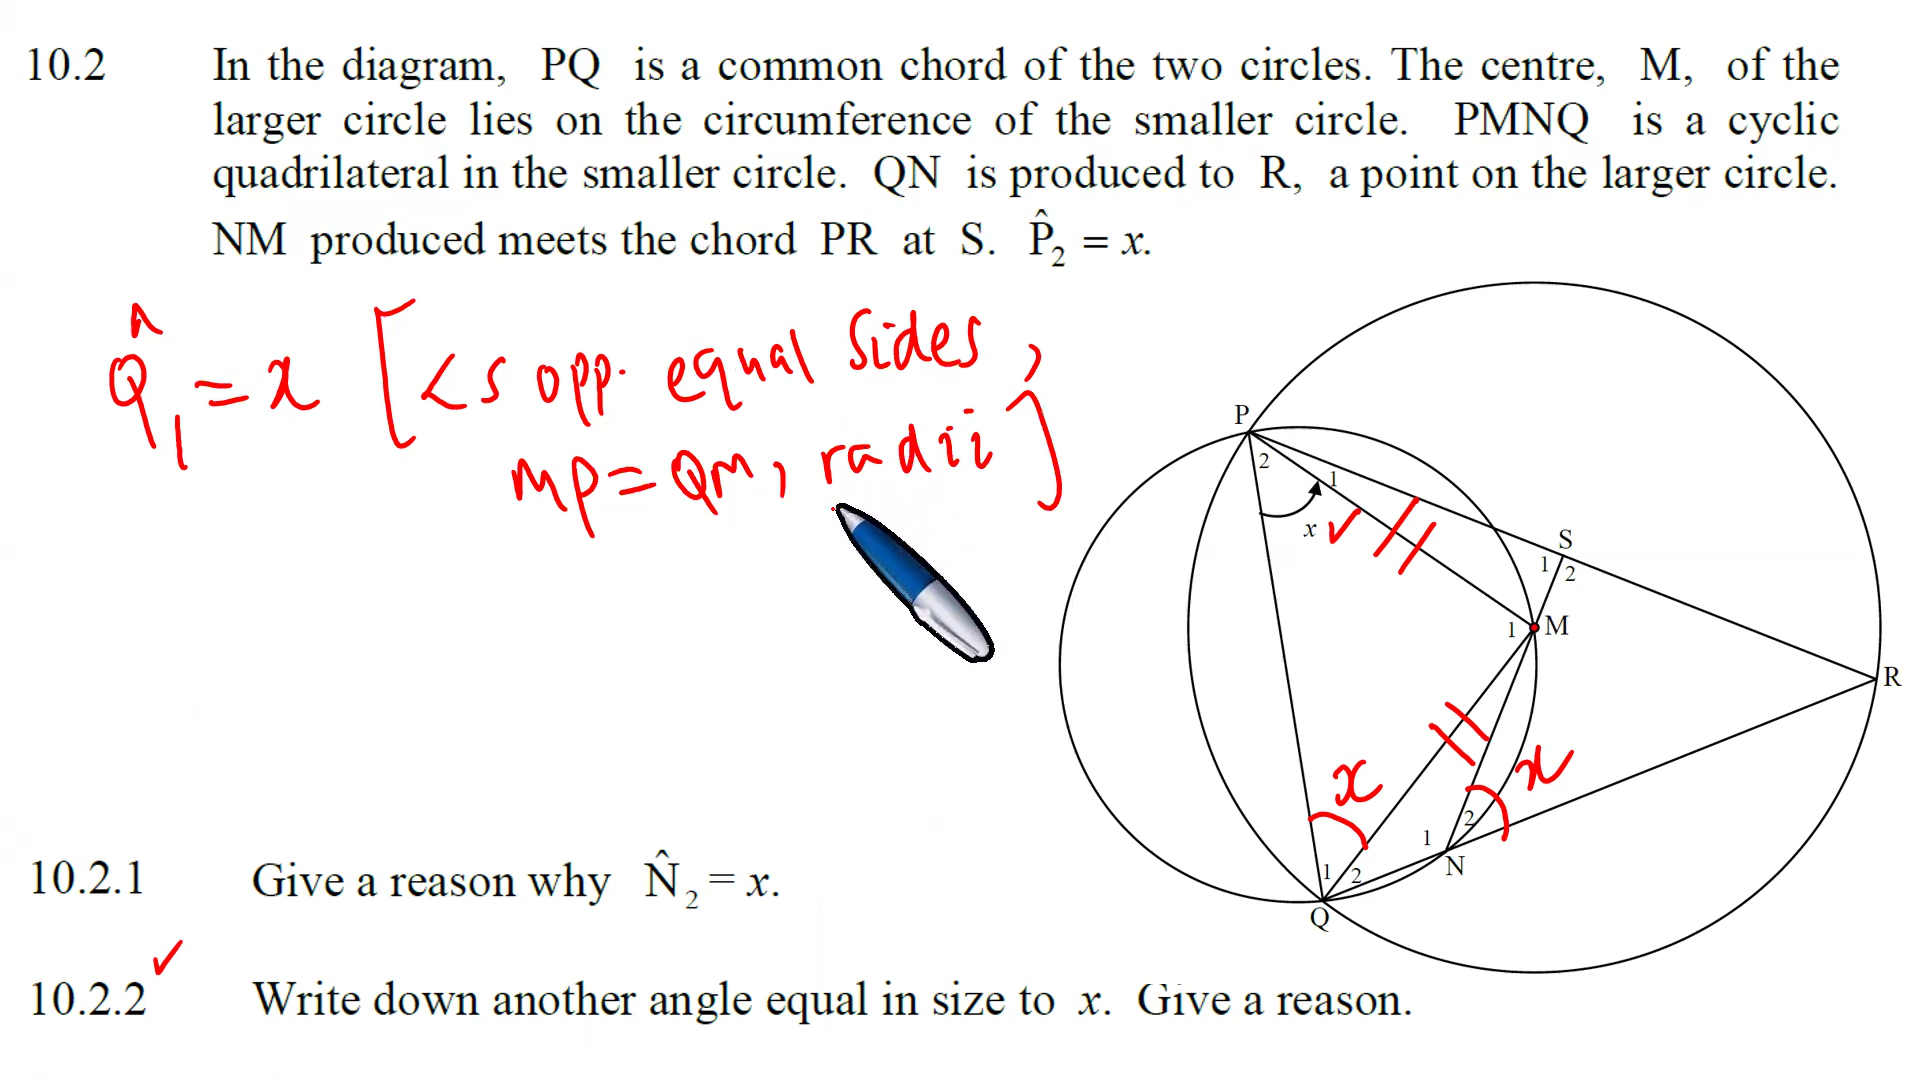 10.2 In the diagram, PQ is a common chord of the two circles. The centre, M, of the
larger circle lies on the circumference of the smaller circle. PMNQ is a cyclic
quadrilateral in the smaller circle. QN is produced to R, a point on the larger circle.
NM produced meets the chord PR at S. P̂₂ = x.
Q̂₁ = x [<s opp. equal sides,
MP = QM, radii]
P
2
1
x
S
1 2
1 M
R
x
x
2
1
N
1 2
Q
10.2.1 Give a reason why N̂₂ = x.
10.2.2 Write down another angle equal in size to x. Give a reason.